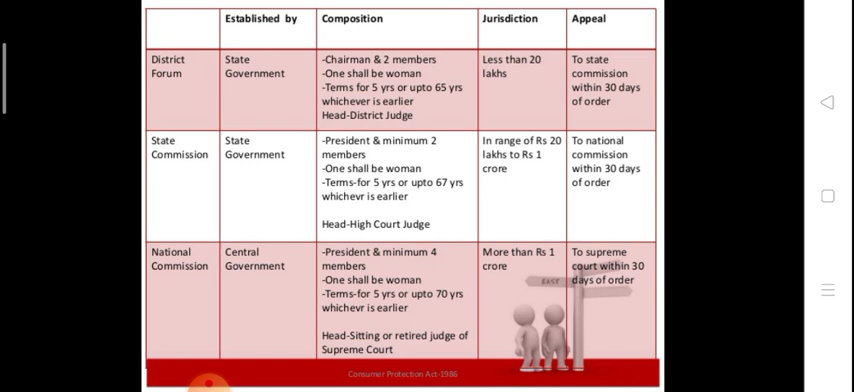 Established by
Composition
Jurisdiction
Appeal
District
Forum
State
Government
-Chairman & 2 members
-One shall be woman
-Terms for 5 yrs or upto 65 yrs
whichever is earlier
Head-District Judge
Less than 20
lakhs
To state
commission
within 30 days
of order
State
Commission
State
Government
-President & minimum 2
members
-One shall be woman
-Terms-for 5 yrs or upto 67 yrs
whichevr is earlier
Head-High Court Judge
In range of Rs 20
lakhs to Rs 1
crore
To national
commission
within 30 days
of order
National
Commission
Central
Government
-President & minimum 4
members
-One shall be woman
-Terms-for 5 yrs or upto 70 yrs
whichevr is earlier
Head-Sitting or retired judge of
Supreme Court
More than Rs 1
crore
To supreme
court within 30
days of order
EAST
Consumer Protection Act-1986